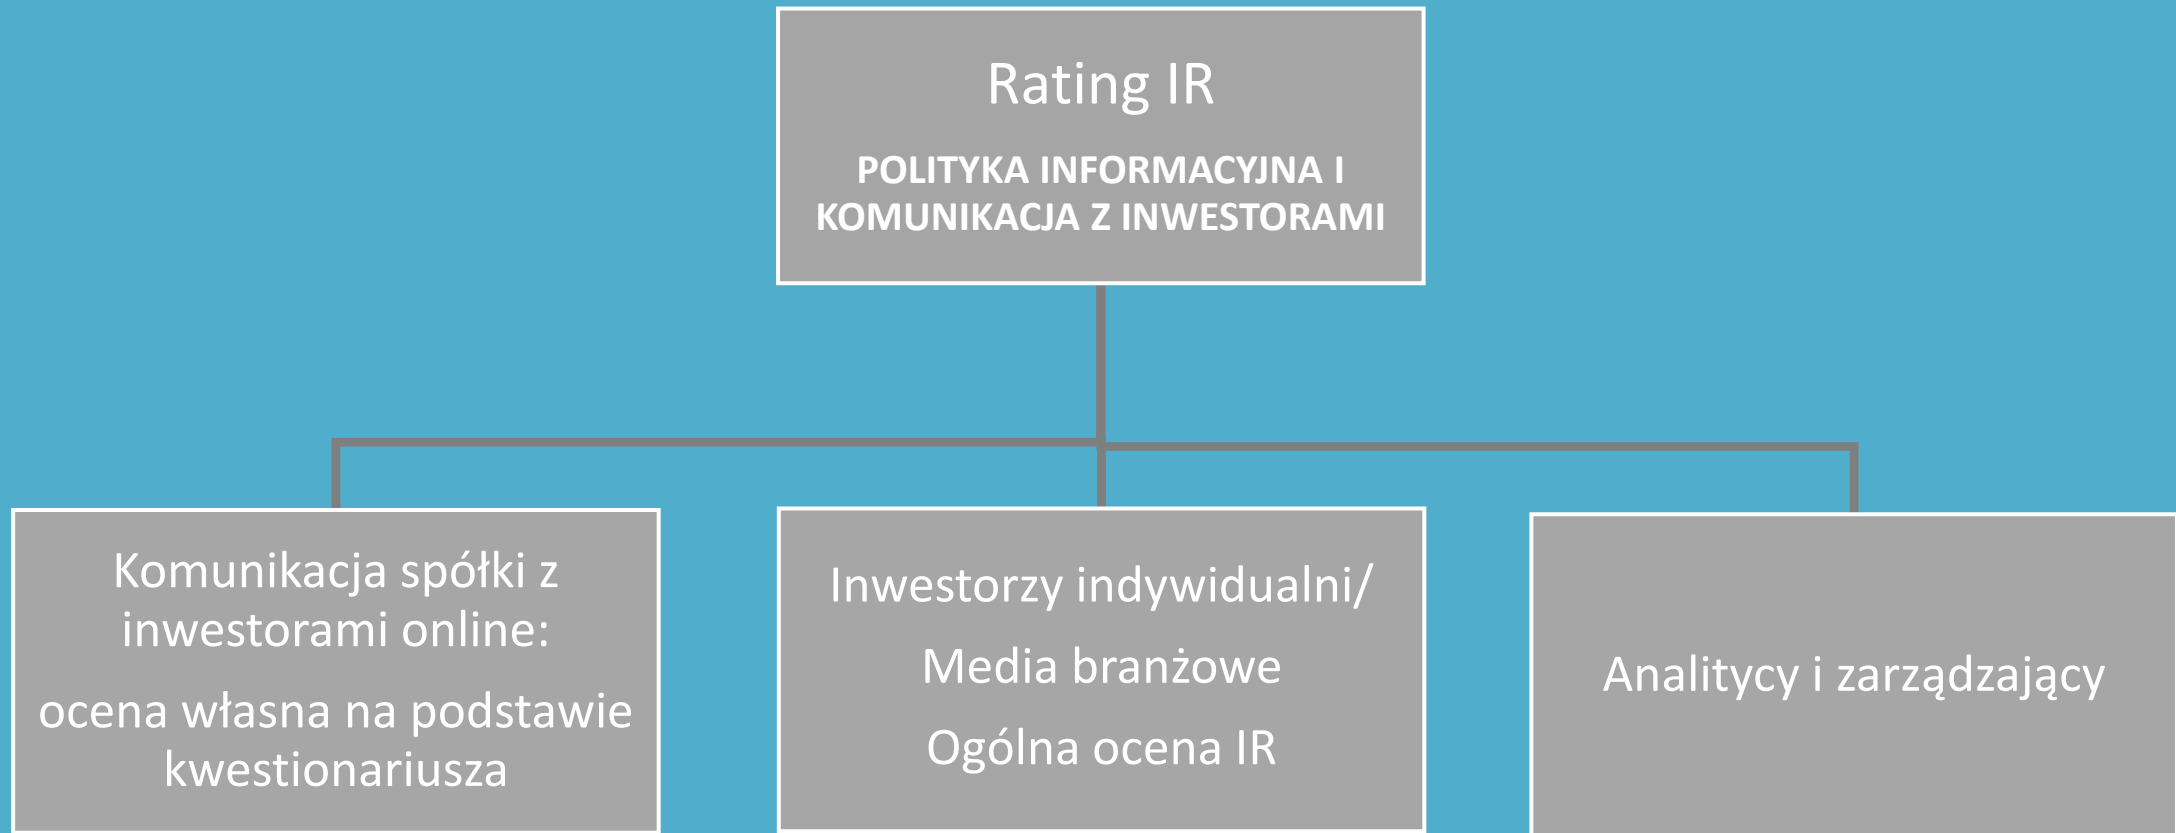 Rating IR
POLITYKA INFORMACYJNA I
KOMUNIKACJA Z INWESTORAMI
Komunikacja spółki z
inwestorami online:
ocena własna na podstawie
kwestionariusza
Inwestorzy indywidualni/
Media branżowe
Ogólna ocena IR
Analitycy i zarządzający